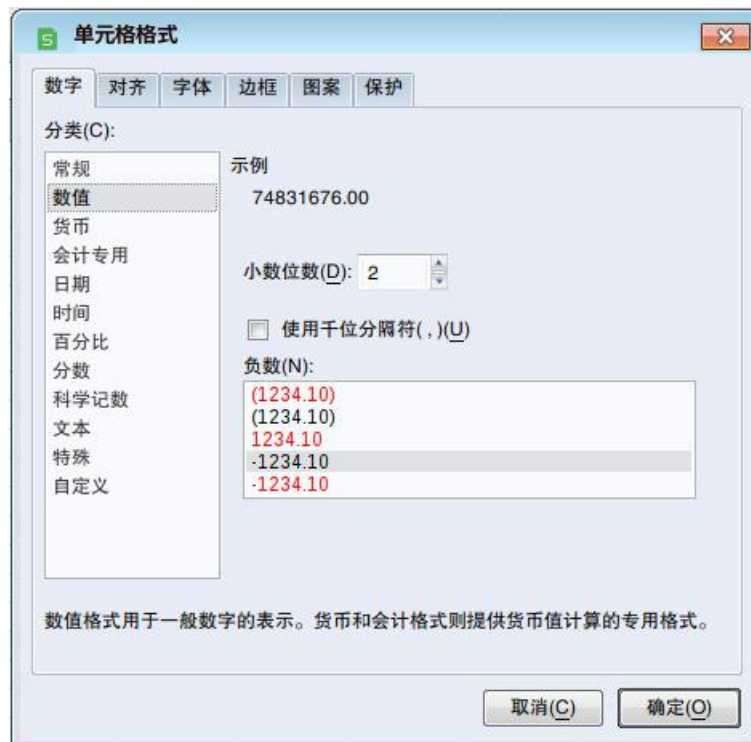 单元格格式
数字 对齐 字体 边框 图案 保护
分类(C):
常规
数值
货币
会计专用
日期
时间
百分比
分数
科学记数
文本
特殊
自定义
示例
74831676.00
小数位数(D): 2
使用千位分隔符( , )(U)
负数(N):
(1234.10)
(1234.10)
1234.10
-1234.10
-1234.10
数值格式用于一般数字的表示。货币和会计格式则提供货币值计算的专用格式。
取消(C) 确定(O)